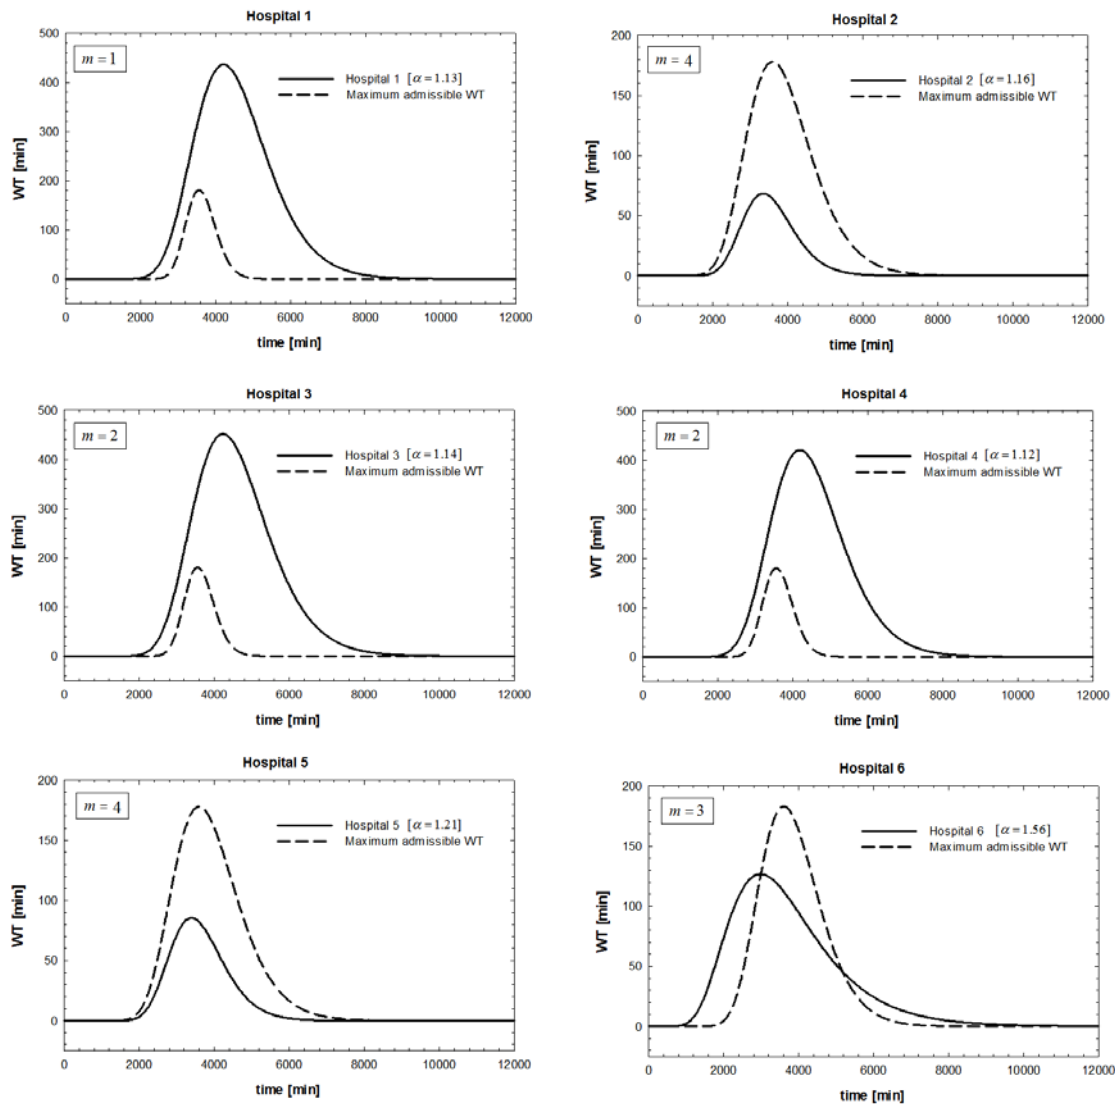 Hospital 1
m = 1
Hospital 1 [α = 1.13]
Maximum admissible WT
WT [min]
500
400
300
200
100
0
0 2000 4000 6000 8000 10000 12000
time [min]
Hospital 2
m = 4
Hospital 2 [α = 1.16]
Maximum admissible WT
WT [min]
200
150
100
50
0
0 2000 4000 6000 8000 10000 12000
time [min]
Hospital 3
m = 2
Hospital 3 [α = 1.14]
Maximum admissible WT
WT [min]
500
400
300
200
100
0
0 2000 4000 6000 8000 10000 12000
time [min]
Hospital 4
m = 2
Hospital 4 [α = 1.12]
Maximum admissible WT
WT [min]
500
400
300
200
100
0
0 2000 4000 6000 8000 10000 12000
time [min]
Hospital 5
m = 4
Hospital 5 [α = 1.21]
Maximum admissible WT
WT [min]
200
150
100
50
0
0 2000 4000 6000 8000 10000 12000
time [min]
Hospital 6
m = 3
Hospital 6 [α = 1.56]
Maximum admissible WT
WT [min]
200
150
100
50
0
0 2000 4000 6000 8000 10000 12000
time [min]